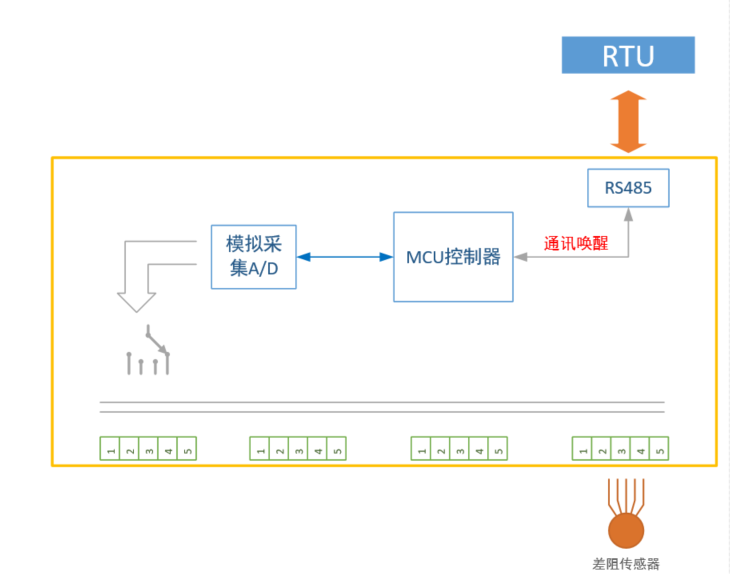 RTU
RS485
通讯唤醒
模拟采
集A/D
MCU控制器
1 2 3 4 5
1 2 3 4 5
1 2 3 4 5
1 2 3 4 5
差阻传感器